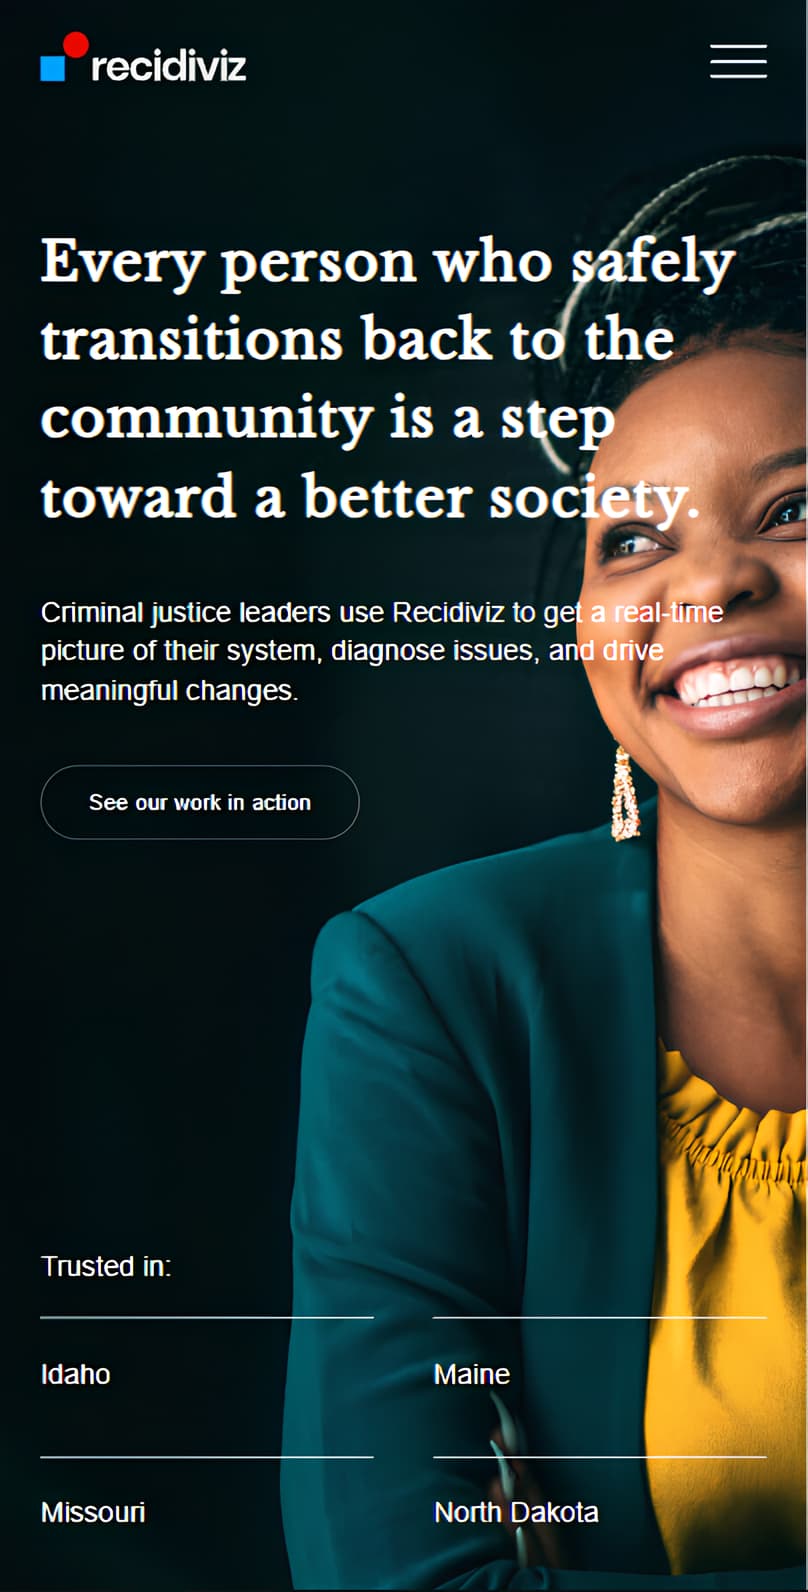 recidiviz
Every person who safely
transitions back to the
community is a step
toward a better society.
Criminal justice leaders use Recidiviz to get a real-time
picture of their system, diagnose issues, and drive
meaningful changes.
See our work in action
Trusted in:
Idaho
Maine
Missouri
North Dakota